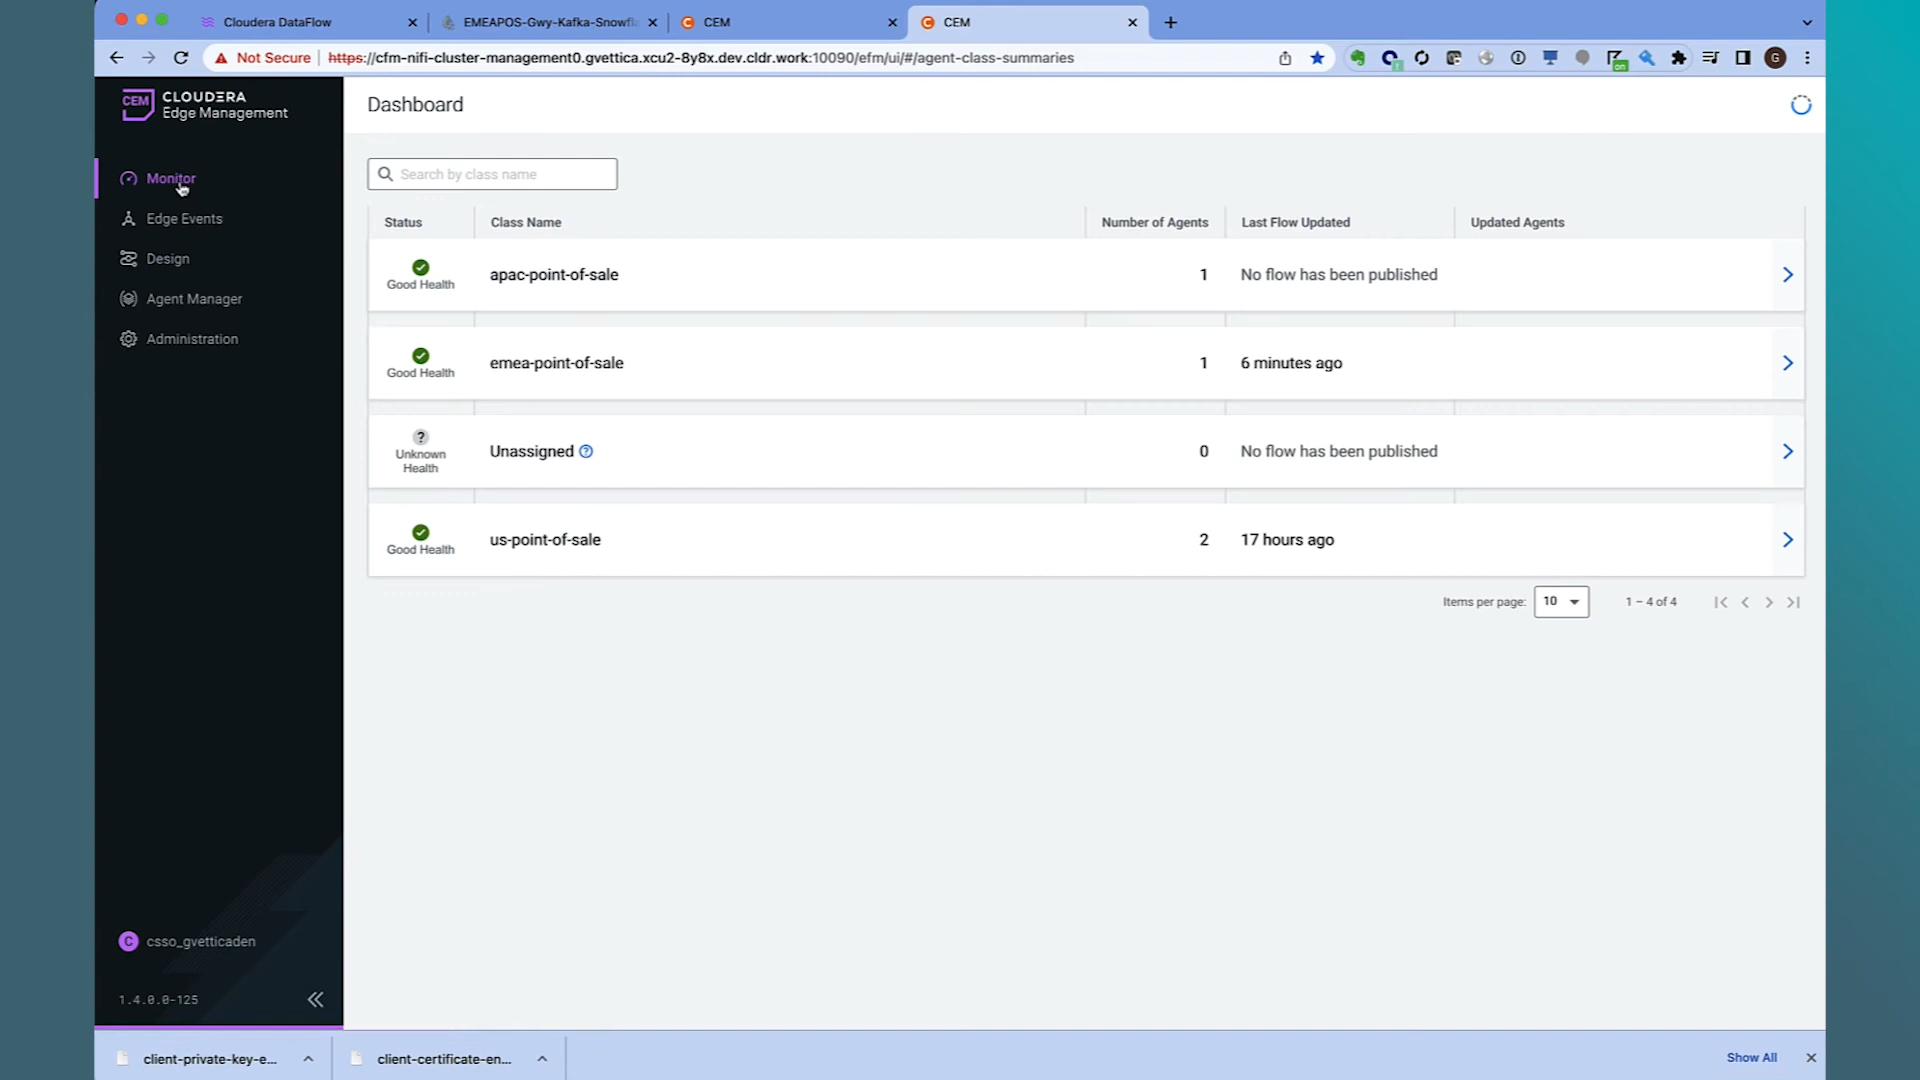 Cloudera DataFlow
EMEAPOS-Gwy-Kafka-Snowfl
CEM
CEM
Not Secure
https://cfm-nifi-cluster-management0.gvettica.xcu2-8y8x.dev.cldr.work:10090/efm/ui/#/agent-class-summaries
on
G
CEM
CLOUDERA
Edge Management
Monitor
Edge Events
Design
Agent Manager
Administration
C csso_gvetticaden
1.4.0.0-125
Dashboard
Search by class name
Status Class Name Number of Agents Last Flow Updated Updated Agents
Good Health apac-point-of-sale 1 No flow has been published
Good Health emea-point-of-sale 1 6 minutes ago
Unknown
Health Unassigned ? 0 No flow has been published
Good Health us-point-of-sale 2 17 hours ago
Items per page: 10 1 – 4 of 4
client-private-key-e...
client-certificate-en...
Show All